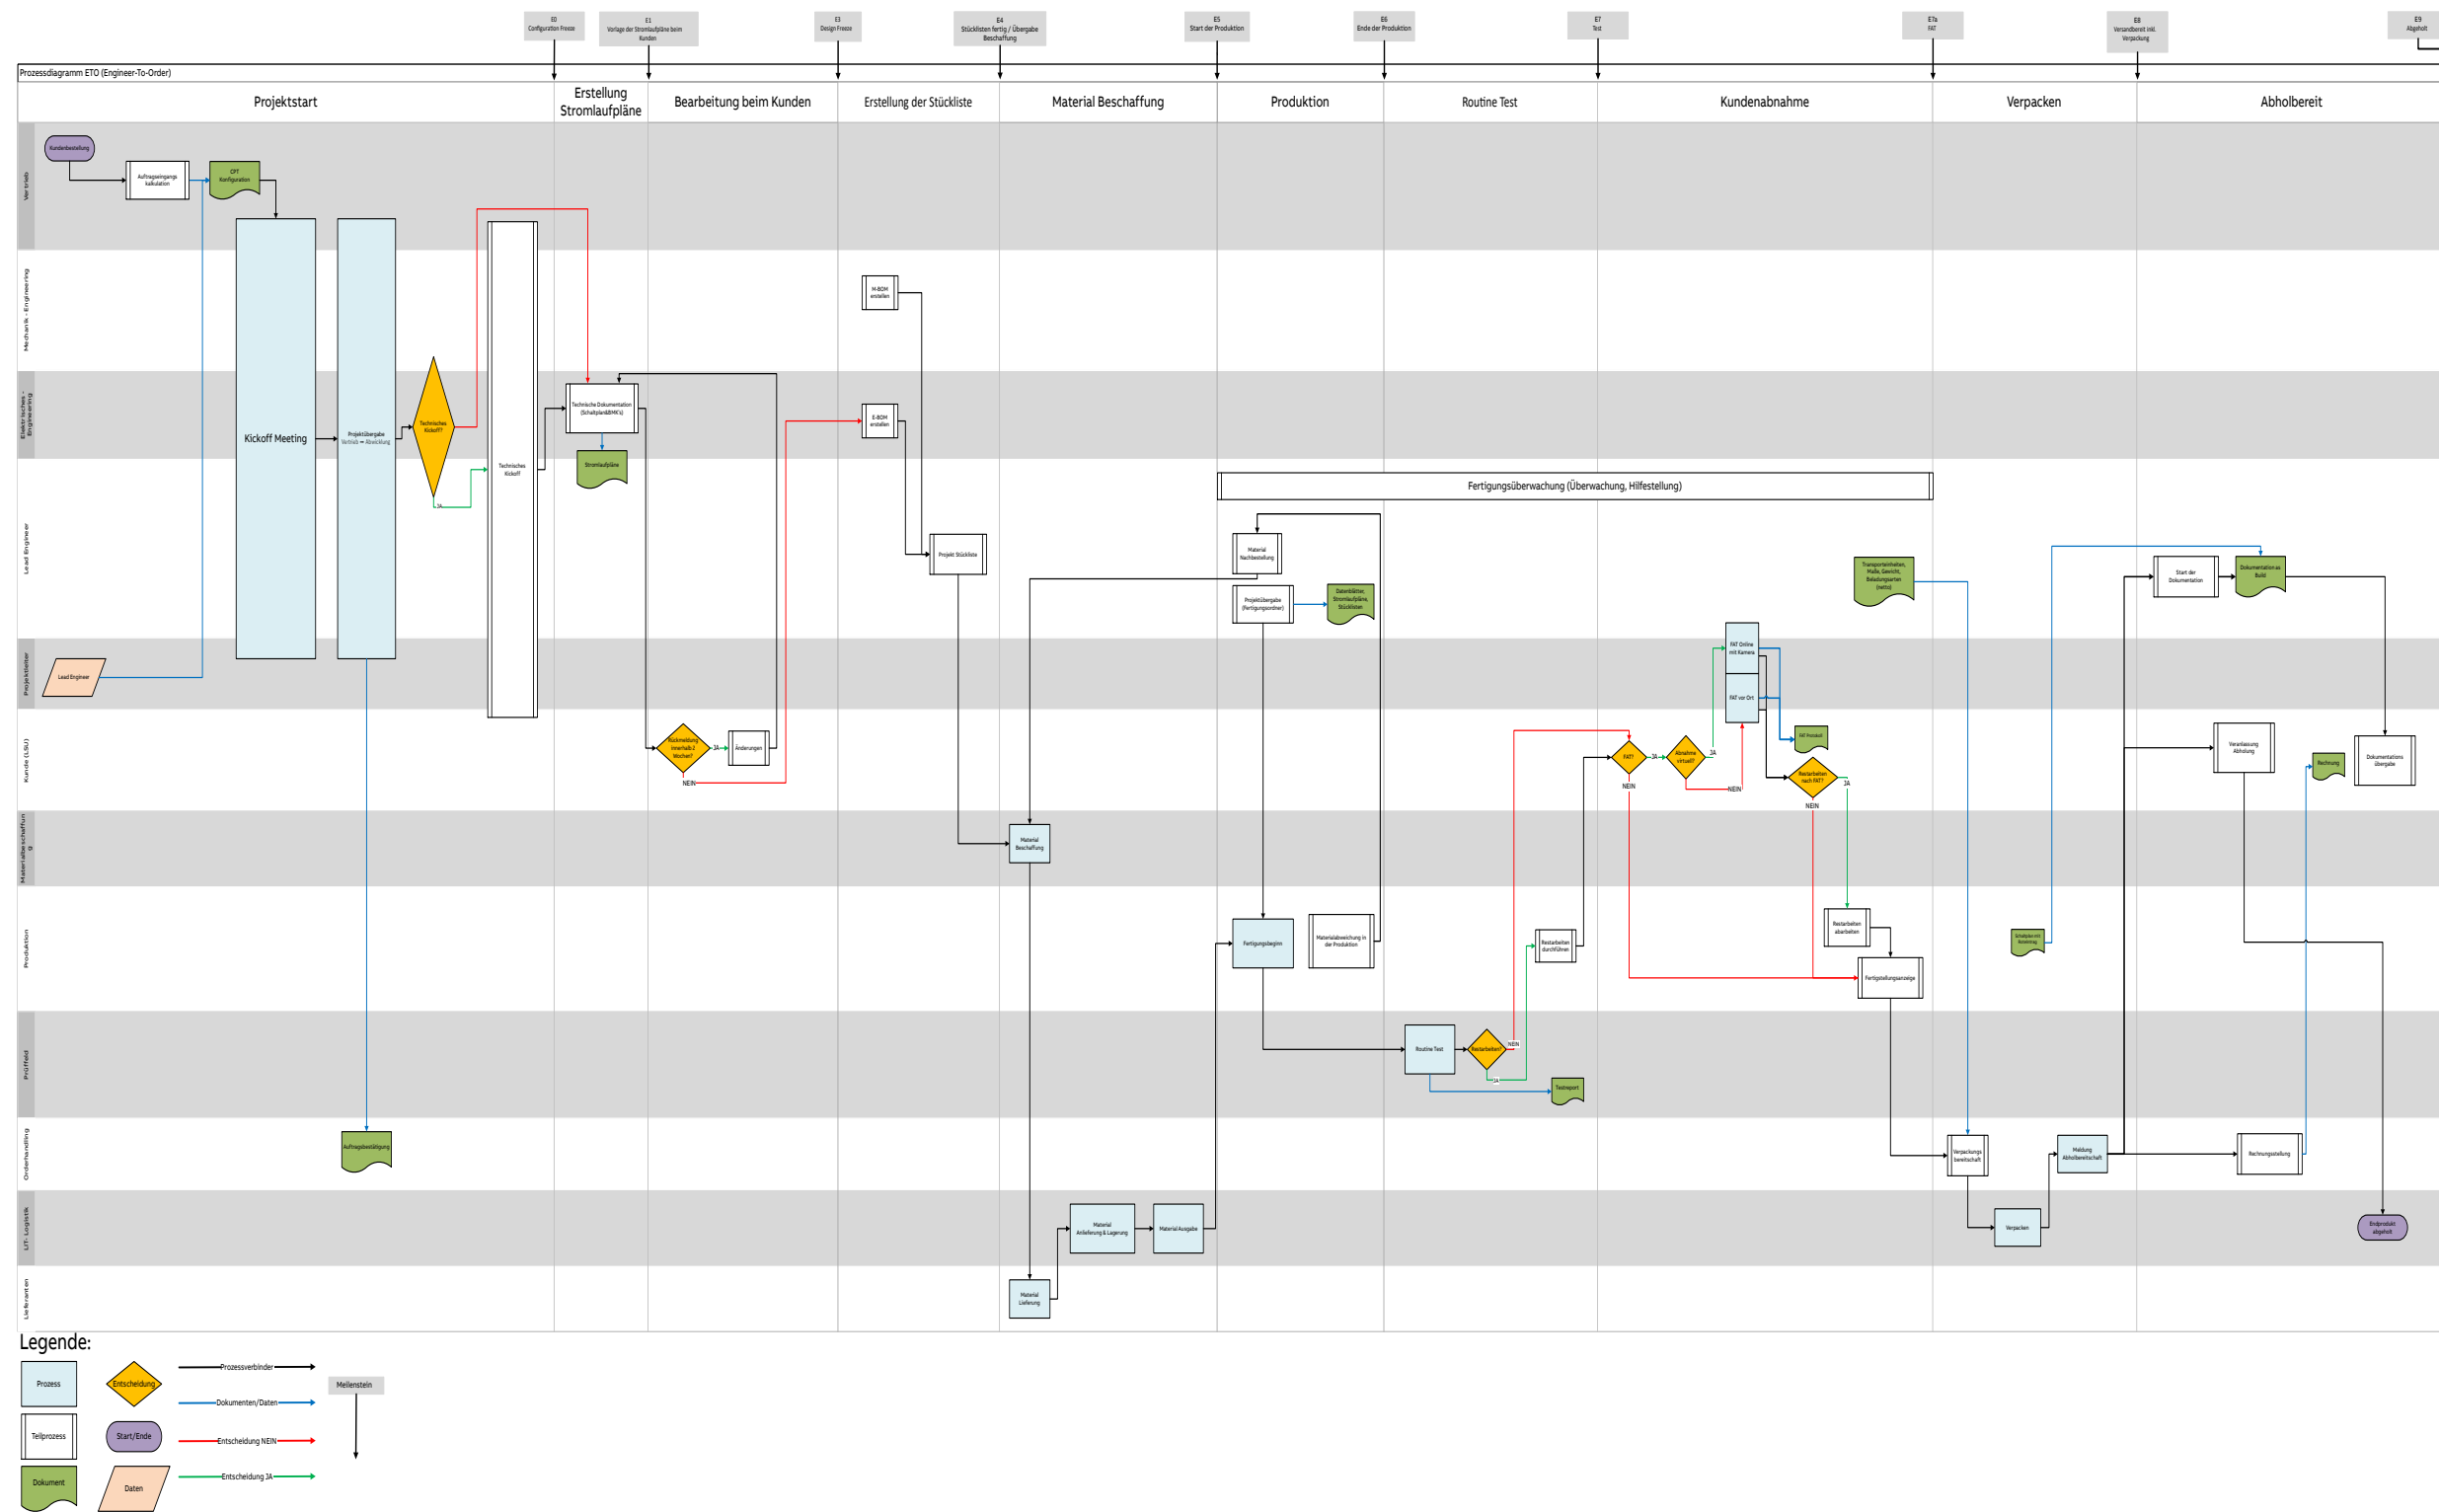 E0
Configuration Freeze
E1
Vorlage der Stromlaufpläne beim
Kunden
E3
Design Freeze
E4
Stücklisten fertig / Übergabe
Beschaffung
E5
Start der Produktion
E6
Ende der Produktion
E7
Test
E7a
FAT
E8
Versandbereit inkl.
Verpackung
E9
Abgeholt
Prozessdiagramm ETO (Engineer-To-Order)
Projektstart
Erstellung
Stromlaufpläne
Bearbeitung beim Kunden
Erstellung der Stückliste
Material Beschaffung
Produktion
Routine Test
Kundenabnahme
Verpacken
Abholbereit
Vertrieb
Kundenbestellung
Auftragseingangs
kalkulation
CPT
Konfiguration
Mechanik - Engineering
M-BOM
erstellen
Elektrisches -
Engineering
Kickoff Meeting
Projektübergabe
Vertrieb ➡ Abwicklung
Technisches
Kickoff?
JA
Technisches
Kickoff
Technische Dokumentation
(Schaltplan&BMK's)
Stromlaufpläne
E-BOM
erstellen
Lead Engineer
Fertigungsüberwachung (Überwachung, Hilfestellung)
Projekt Stückliste
Material
Nachbestellung
Projektübergabe
(Fertigungsordner)
Datenblätter,
Stromlaufpläne,
Stücklisten
Transporteinheiten,
Maße, Gewicht,
Beladungsarten
(netto)
Start der
Dokumentation
Dokumentation as
Build
Projektleiter
Lead Engineer
FAT Online
mit Kamera
FAT vor Ort
Kunde (LSU)
Rückmeldung
innerhalb 2
Wochen?
JA
Änderungen
NEIN
FAT?
JA
NEIN
Abnahme
virtuell?
JA
NEIN
FAT Protokoll
Restarbeiten
nach FAT?
JA
NEIN
Veranlassung
Abholung
Rechnung
Dokumentations
übergabe
Materialbeschaffun
g
Material
Beschaffung
Produktion
Fertigungsbeginn
Materialabweichung in
der Produktion
Restarbeiten
durchführen
Restarbeiten
abarbeiten
Fertigstellungsanzeige
Schaltplan mit
Prüffeld
Routine Test
Restarbeiten?
NEIN
JA
Testreport
Orderhandling
Auftragsbestätigung
Verpackungs
bereitschaft
Meldung
Abholbereitschaft
Rechnungsstellung
LIT- Logistik
Material
Anlieferung & Lagerung
Material Ausgabe
Verpacken
Endprodukt
abgeholt
Lieferanten
Material
Lieferung
Legende:
Prozess
Entscheidung
Prozessverbinder
Meilenstein
Dokumenten/Daten
Teilprozess
Start/Ende
Entscheidung NEIN
Entscheidung JA
Dokument
Daten